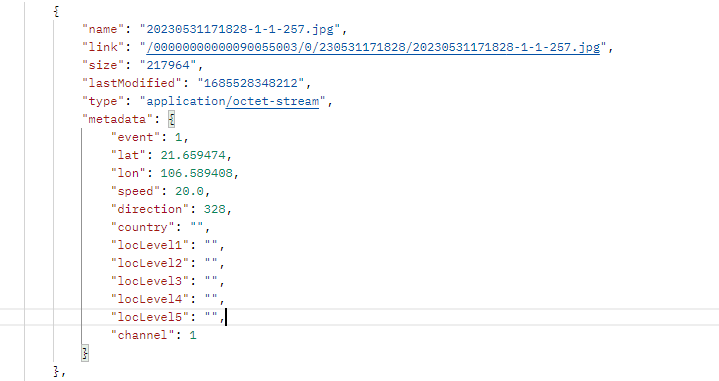 {
"name": "20230531171828-1-1-257.jpg",
"link": "/00000000000090055003/0/230531171828/20230531171828-1-1-257.jpg",
"size": "217964",
"lastModified": "1685528348212",
"type": "application/octet-stream",
"metadata": {
"event": 1,
"lat": 21.659474,
"lon": 106.589408,
"speed": 20.0,
"direction": 328,
"country": "",
"locLevel1": "",
"locLevel2": "",
"locLevel3": "",
"locLevel4": "",
"locLevel5": "",
"channel": 1
}
},